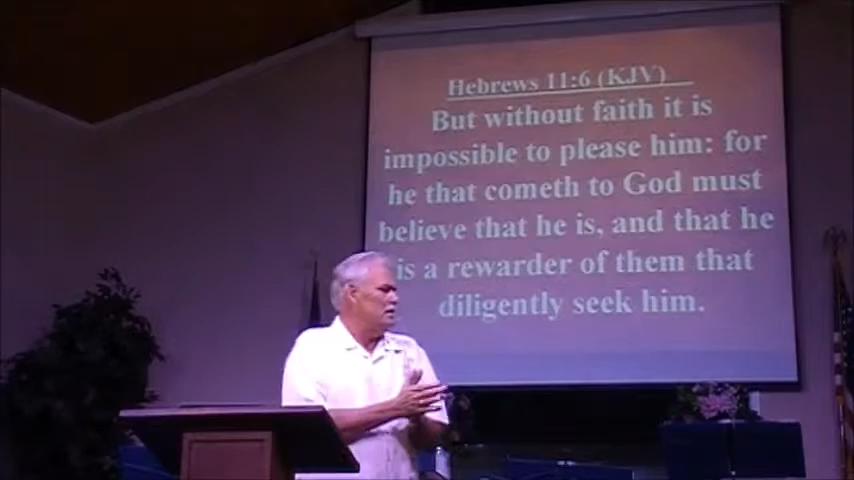 Hebrews 11:6 (KJV)
But without faith it is
impossible to please him: for
he that cometh to God must
believe that he is, and that he
is a rewarder of them that
diligently seek him.